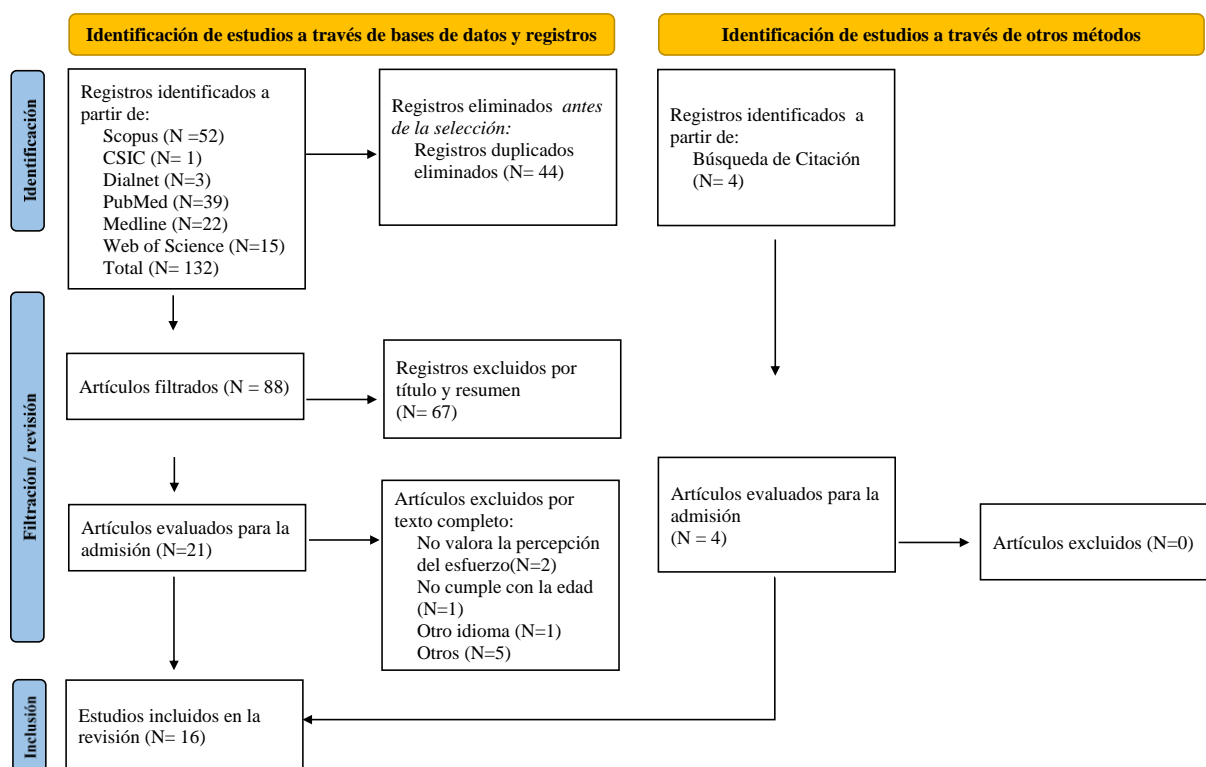 Identificación de estudios a través de bases de datos y registros
Identificación de estudios a través de otros métodos
Identificación
Registros identificados a
partir de:
Scopus (N =52)
CSIC (N= 1)
Dialnet (N=3)
PubMed (N=39)
Medline (N=22)
Web of Science (N=15)
Total (N= 132)
Registros eliminados antes
de la selección:
Registros duplicados
eliminados (N= 44)
Registros identificados a
partir de:
Búsqueda de Citación
(N= 4)
Filtración / revisión
Artículos filtrados (N = 88)
Registros excluidos por
título y resumen
(N= 67)
Artículos evaluados para la
admisión (N=21)
Artículos excluidos por
texto completo:
No valora la percepción
del esfuerzo(N=2)
No cumple con la edad
(N=1)
Otro idioma (N=1)
Otros (N=5)
Artículos evaluados para la
admisión
(N = 4)
Artículos excluidos (N=0)
Inclusión
Estudios incluidos en la
revisión (N= 16)